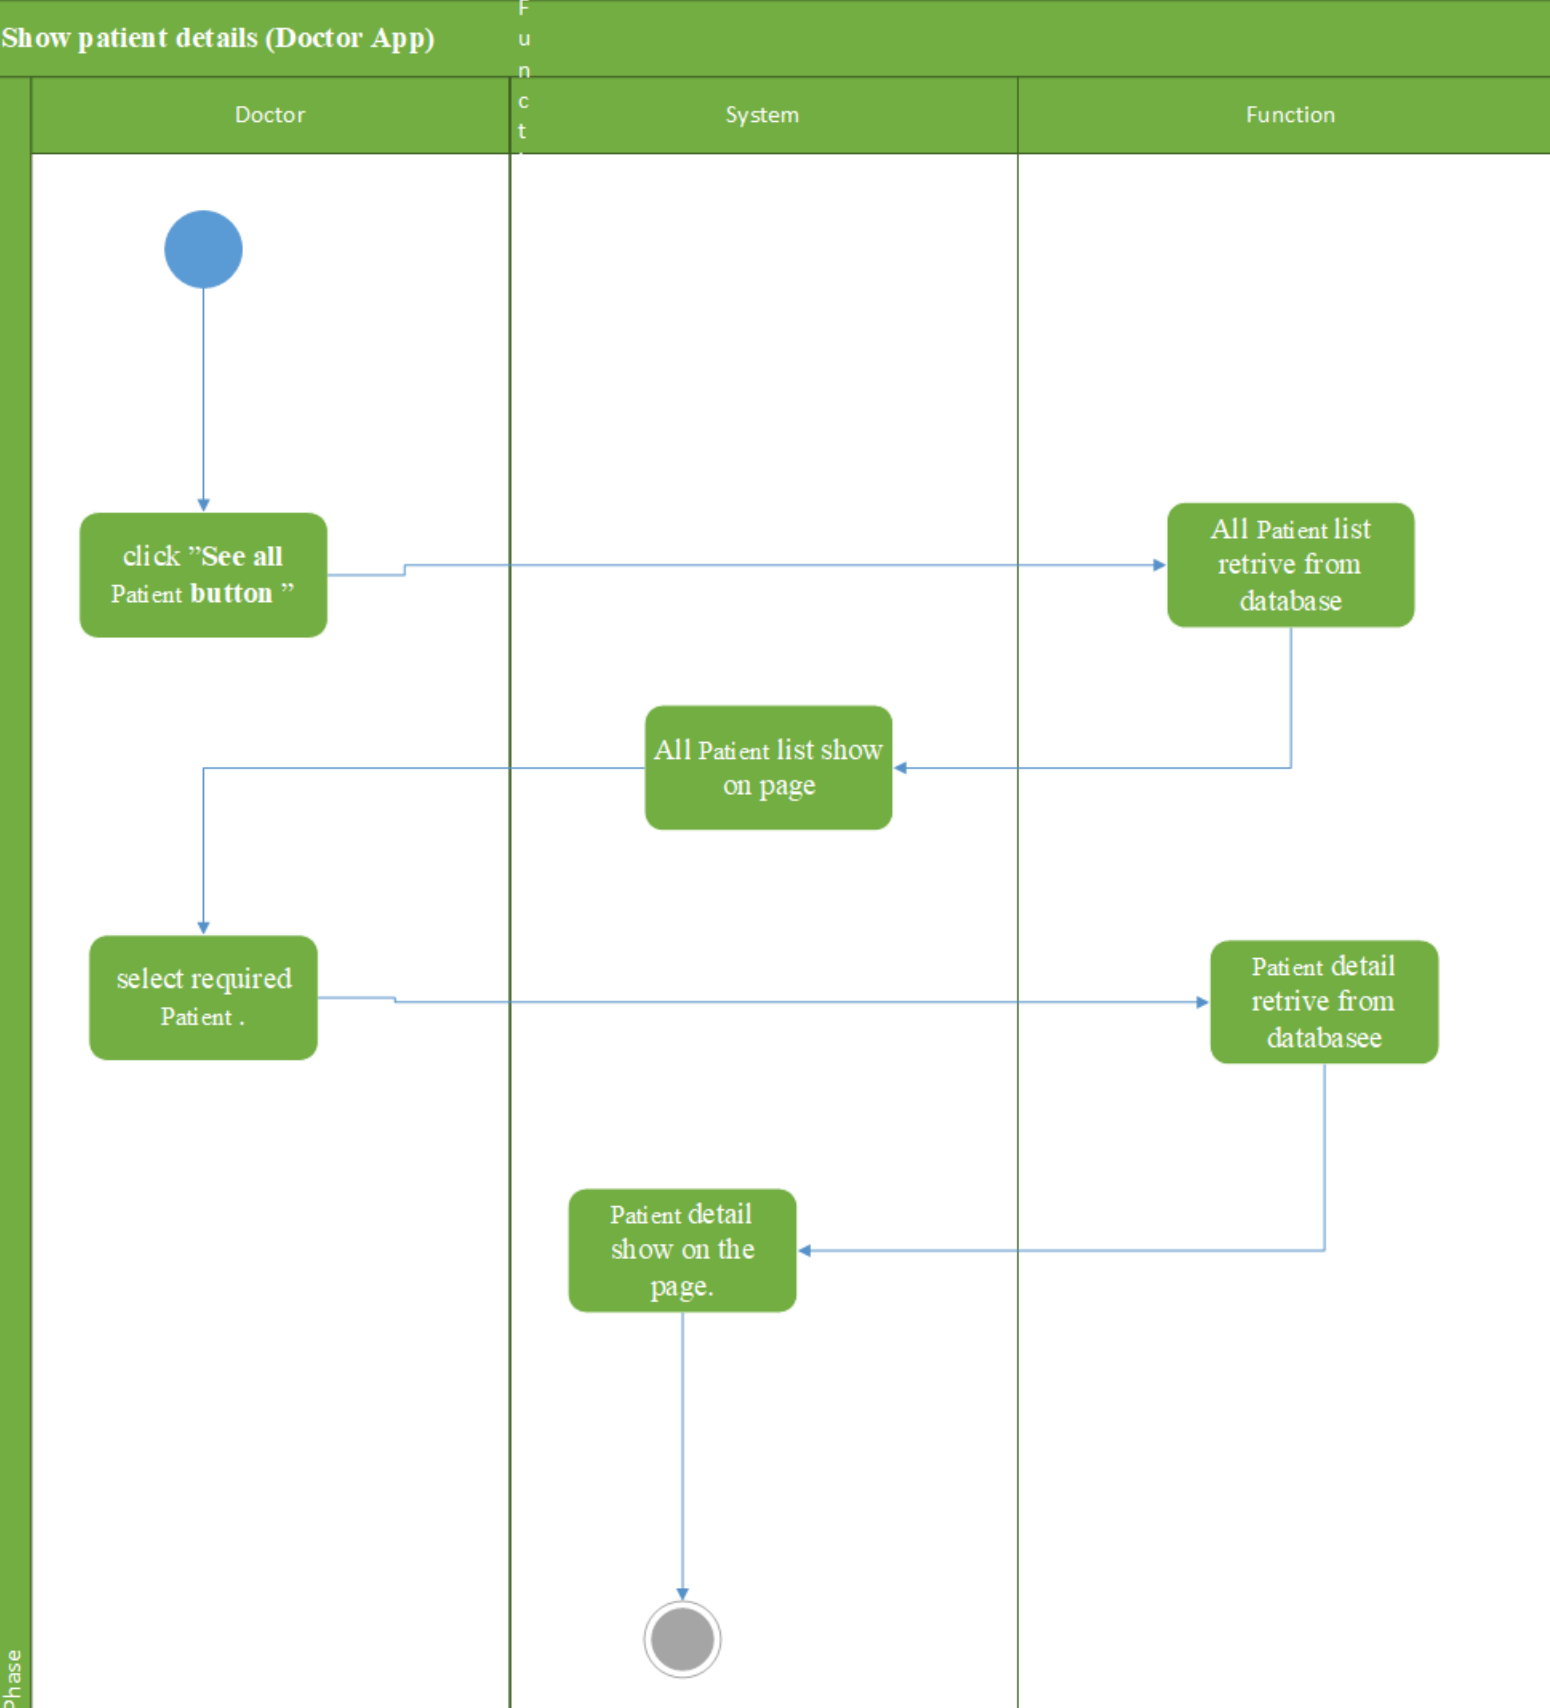 Show patient details (Doctor App)
F
u
n
c
t
Doctor
System
Function
click ”See all
Patient button ”
All Patient list
retrive from
database
All Patient list show
on page
select required
Patient .
Patient detail
retrive from
databasee
Patient detail
show on the
page.
Phase